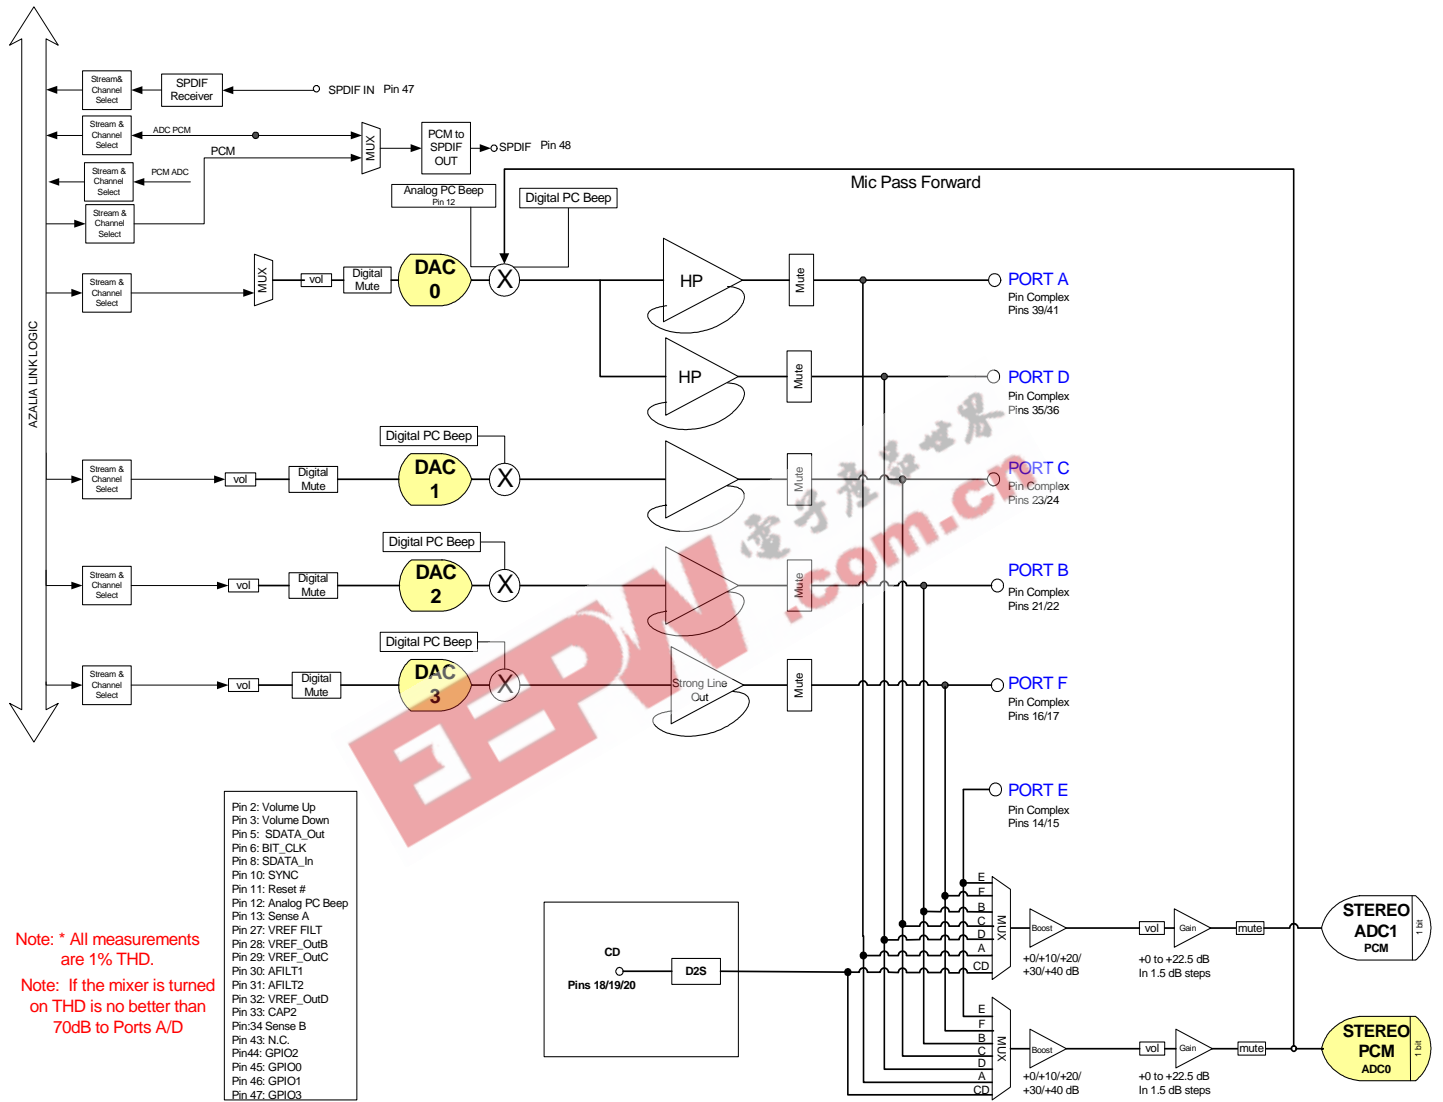 AZALIA LINK LOGIC
Stream&
Channel
Select
SPDIF
Receiver
SPDIF IN Pin 47
Stream &
Channel
Select
ADC PCM
MUX
PCM to
SPDIF
OUT
SPDIF Pin 48
PCM
Stream &
Channel
Select
PCM ADC
Stream &
Channel
Select
Analog PC Beep
Pin 12
Digital PC Beep
Mic Pass Forward
Stream &
Channel
Select
MUX
vol
Digital
Mute
DAC
0
X
HP
Mute
PORT A
Pin Complex
Pins 39/41
HP
Mute
PORT D
Pin Complex
Pins 35/36
Digital PC Beep
Stream &
Channel
Select
vol
Digital
Mute
DAC
1
X
Mute
PORT C
Pin Complex
Pins 23/24
Digital PC Beep
Stream &
Channel
Select
vol
Digital
Mute
DAC
2
X
Mute
PORT B
Pin Complex
Pins 21/22
Digital PC Beep
Stream &
Channel
Select
vol
Digital
Mute
DAC
3
X
Strong Line
Out
Mute
PORT F
Pin Complex
Pins 16/17
PORT E
Pin Complex
Pins 14/15
EEPW
.com.cn
電子產品世界
Pin 2: Volume Up
Pin 3: Volume Down
Pin 5: SDATA_Out
Pin 6: BIT_CLK
Pin 8: SDATA_In
Pin 10: SYNC
Pin 11: Reset #
Pin 12: Analog PC Beep
Pin 13: Sense A
Pin 27: VREF FILT
Pin 28: VREF_OutB
Pin 29: VREF_OutC
Pin 30: AFILT1
Pin 31: AFILT2
Pin 32: VREF_OutD
Pin 33: CAP2
Pin:34 Sense B
Pin 43: N.C.
Pin44: GPIO2
Pin 45: GPIO0
Pin 46: GPIO1
Pin 47: GPIO3
Note: * All measurements
are 1% THD.
Note: If the mixer is turned
on THD is no better than
70dB to Ports A/D
CD
Pins 18/19/20
D2S
E
F
B
C
D
A
CD
MUX
Boost
+0/+10/+20/
+30/+40 dB
vol
Gain
+0 to +22.5 dB
In 1.5 dB steps
mute
STEREO
ADC1
PCM
1 bit
E
F
B
C
D
A
CD
MUX
Boost
+0/+10/+20/
+30/+40 dB
vol
Gain
+0 to +22.5 dB
In 1.5 dB steps
mute
STEREO
PCM
ADC0
1 bit